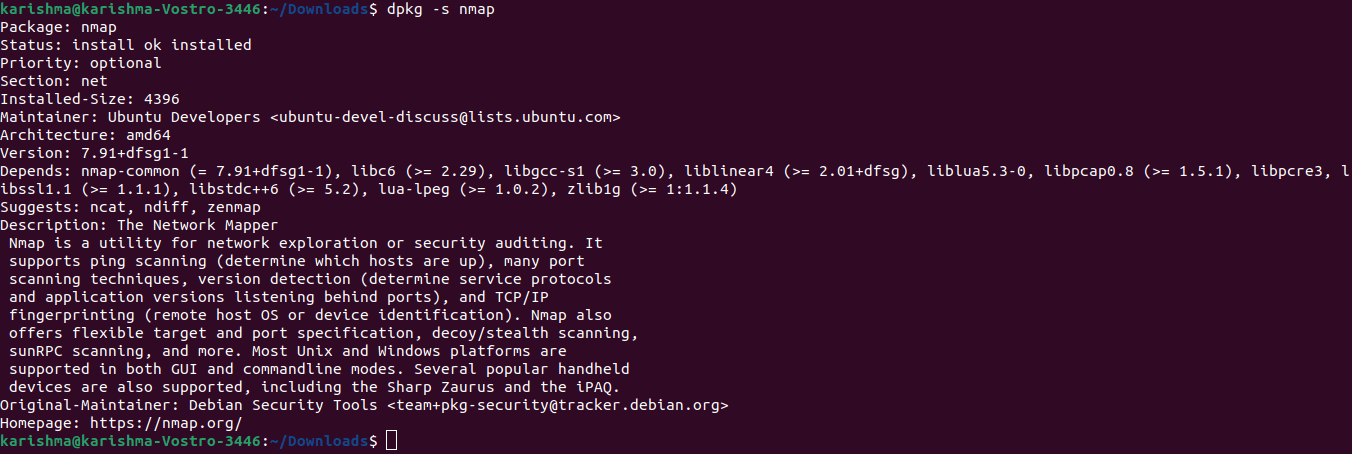 karishma@karishma-Vostro-3446:~/Downloads$ dpkg -s nmap
Package: nmap
Status: install ok installed
Priority: optional
Section: net
Installed-Size: 4396
Maintainer: Ubuntu Developers <ubuntu-devel-discuss@lists.ubuntu.com>
Architecture: amd64
Version: 7.91+dfsg1-1
Depends: nmap-common (= 7.91+dfsg1-1), libc6 (>= 2.29), libgcc-s1 (>= 3.0), liblinear4 (>= 2.01+dfsg), liblua5.3-0, libpcap0.8 (>= 1.5.1), libpcre3, l
ibssl1.1 (>= 1.1.1), libstdc++6 (>= 5.2), lua-lpeg (>= 1.0.2), zlib1g (>= 1:1.1.4)
Suggests: ncat, ndiff, zenmap
Description: The Network Mapper
 Nmap is a utility for network exploration or security auditing. It
 supports ping scanning (determine which hosts are up), many port
 scanning techniques, version detection (determine service protocols
 and application versions listening behind ports), and TCP/IP
 fingerprinting (remote host OS or device identification). Nmap also
 offers flexible target and port specification, decoy/stealth scanning,
 sunRPC scanning, and more. Most Unix and Windows platforms are
 supported in both GUI and commandline modes. Several popular handheld
 devices are also supported, including the Sharp Zaurus and the iPAQ.
Original-Maintainer: Debian Security Tools <team+pkg-security@tracker.debian.org>
Homepage: https://nmap.org/
karishma@karishma-Vostro-3446:~/Downloads$